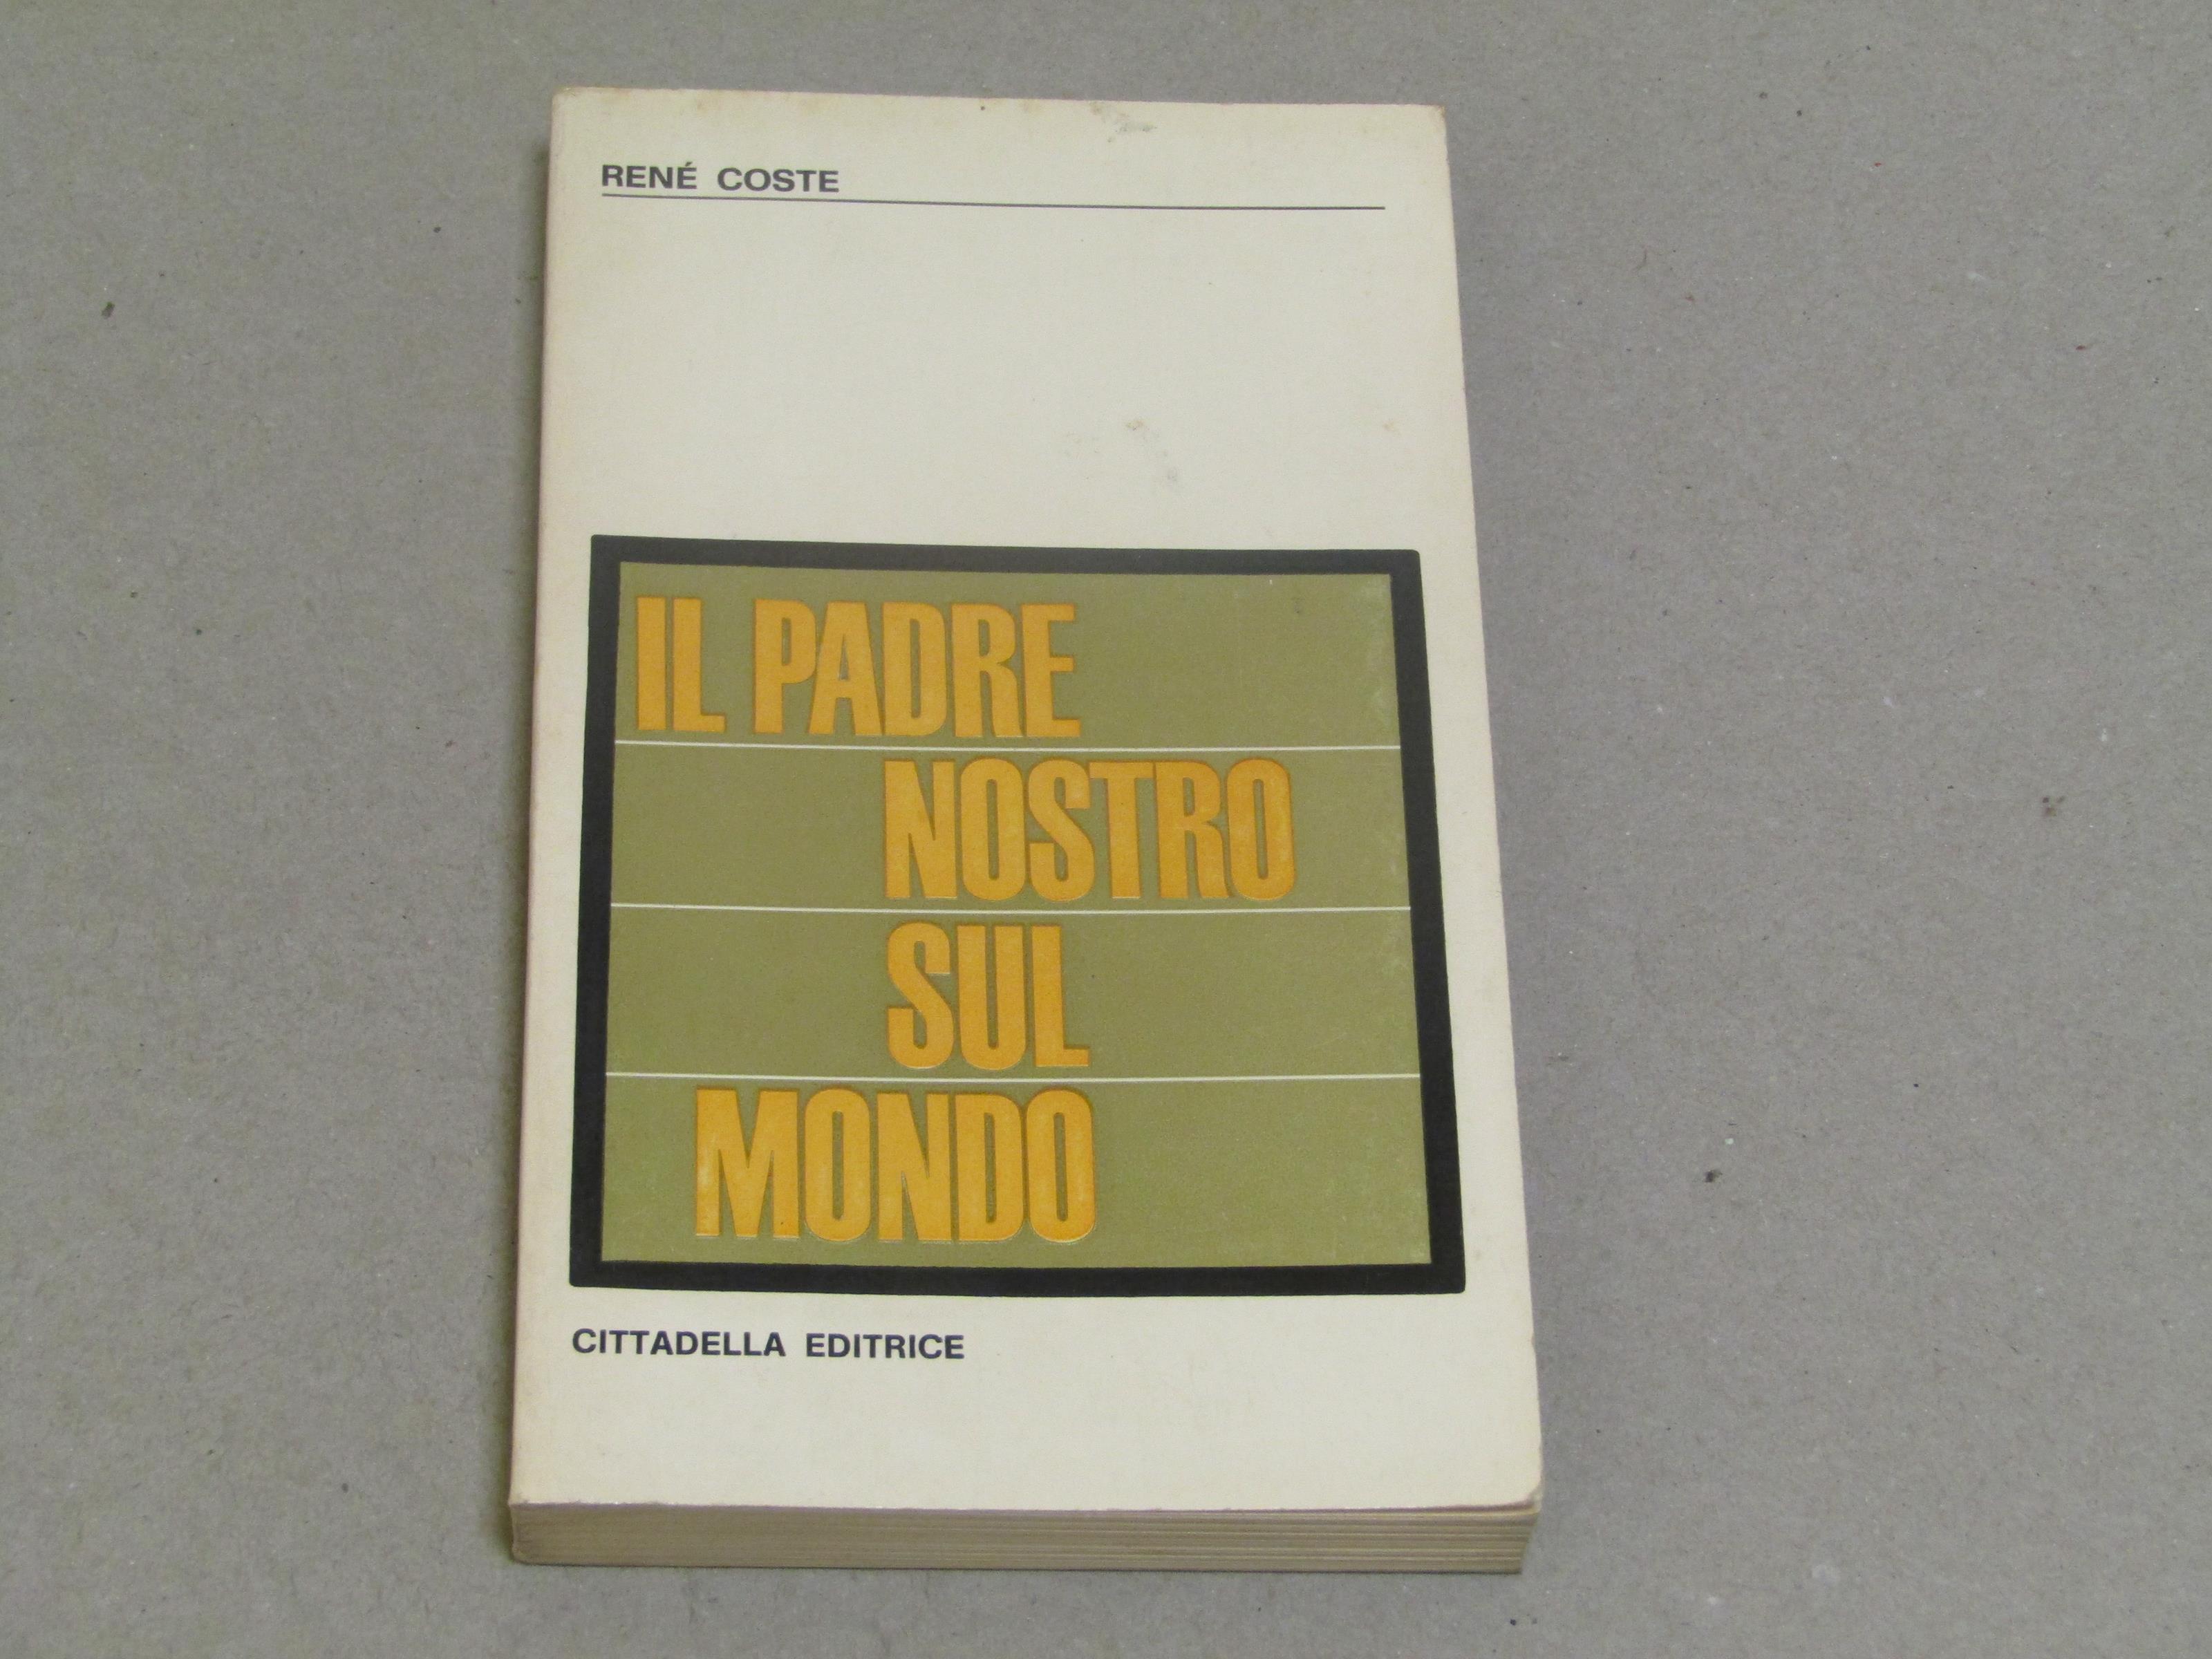 RENÉ COSTE
IL PADRE
NOSTRO
SUL
MONDO
CITTADELLA EDITRICE